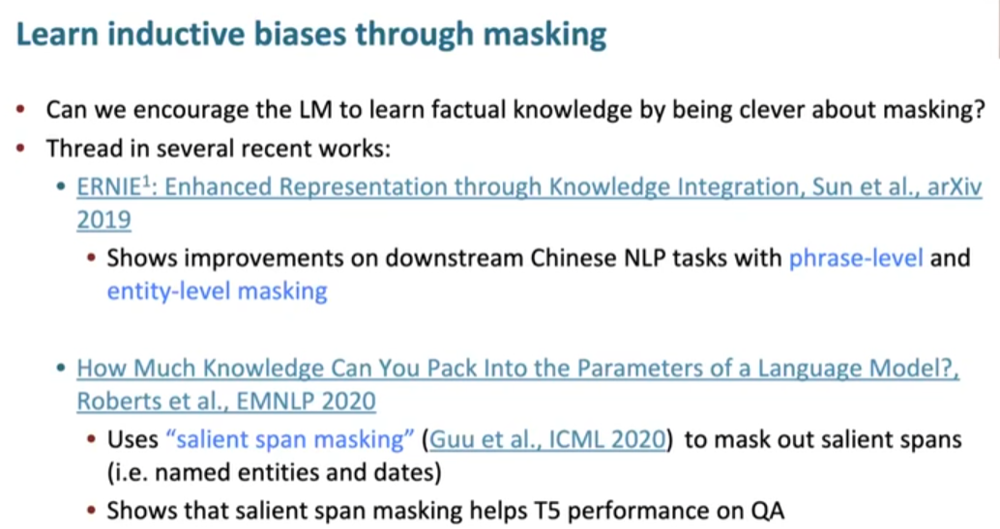 Learn inductive biases through masking
• Can we encourage the LM to learn factual knowledge by being clever about masking?
• Thread in several recent works:
• ERNIE¹: Enhanced Representation through Knowledge Integration, Sun et al., arXiv
2019
• Shows improvements on downstream Chinese NLP tasks with phrase-level and
entity-level masking
• How Much Knowledge Can You Pack Into the Parameters of a Language Model?,
Roberts et al., EMNLP 2020
• Uses “salient span masking” (Guu et al., ICML 2020) to mask out salient spans
(i.e. named entities and dates)
• Shows that salient span masking helps T5 performance on QA